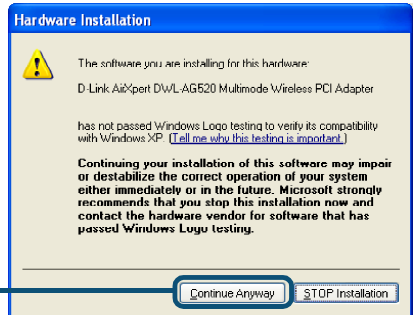 Hardware Installation
The software you are installing for this hardware:
D-Link AirXpert DWL-AG520 Multimode Wireless PCI Adapter
has not passed Windows Logo testing to verify its compatibility
with Windows XP. (Tell me why this testing is important.)
Continuing your installation of this software may impair
or destabilize the correct operation of your system
either immediately or in the future. Microsoft strongly
recommends that you stop this installation now and
contact the hardware vendor for software that has
passed Windows Logo testing.
Continue Anyway
STOP Installation